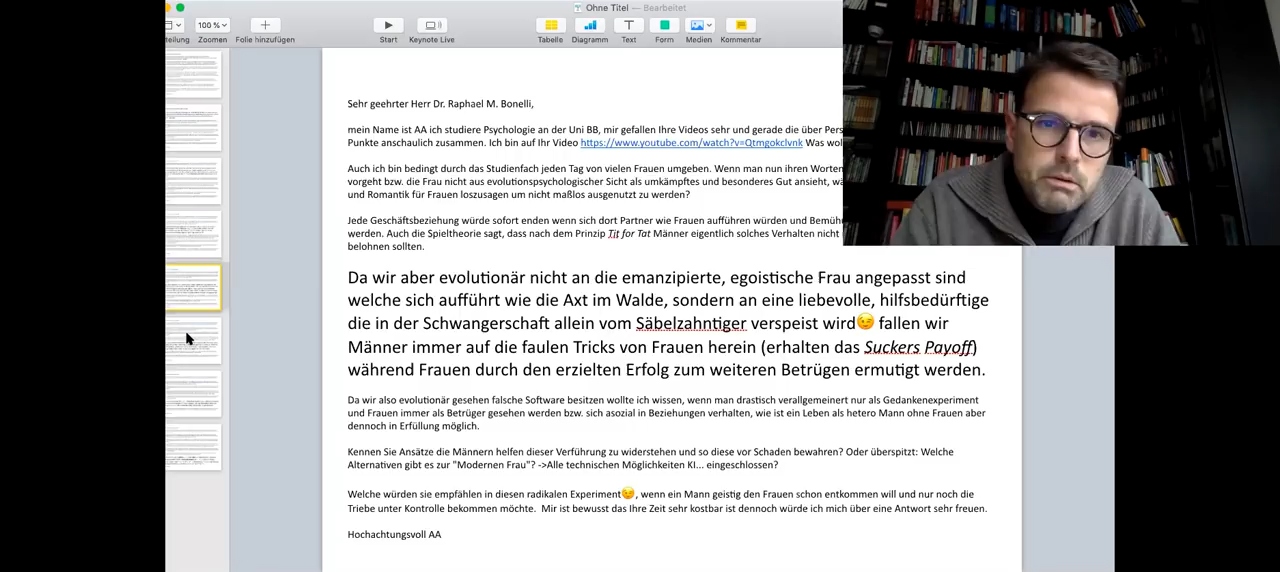 Ohne Titel — Bearbeitet
100 %
Zoomen
Folie hinzufügen
Start
Keynote Live
Tabelle
Diagramm
Text
Form
Medien
Kommentar
Sehr geehrter Herr Dr. Raphael M. Bonelli,
mein Name ist AA ich studiere Psychologie an der Uni BB, mir gefallen Ihre Videos sehr und gerade die über
Punkte anschaulich zusammen. Ich bin auf Ihr Video https://www.youtube.com/watch?v=Qtmgokclvnk Was
ich bin bedingt durch das Studienfach jeden Tag von vielen Frauen umgeben. Wenn man nun ihren Worten
vorgeht bzw. die Frau nicht aus evolutionspsychologischer Sicht als umkämpftes und besonderes Gut ansieht,
und Romantik für Frauen loszusagen um nicht maßlos ausgenutzt zu werden?
Jede Geschäftsbeziehung würde sofort enden wenn sich dort Partner wie Frauen aufführen würden und
Auch die Spieltheorie sagt, dass nach dem Prinzip Tit for Tat Männer eigentlich solches Verhalten nicht
belohnen sollten.
Da wir aber evolutionär nicht an die emanzipierte, egoistische Frau angepasst sind
welche sich aufführt wie die Axt im Walde, sondern an eine liebevolle, hilfsbedürftige
die in der Schwangerschaft allein vom Säbelzahntiger verspeist wird😉 fallen wir
Männer immer auf die faulen Tricks der Frauen herein (erhalten das Suckers Payoff)
während Frauen durch den erzielten Erfolg zum weiteren Betrügen ermutigt werden.
Da wir also evolutionär gesehen falsche Software besitzen wollte ich wissen, wenn man drastisch verallgemeinert nur als Gedankenexperiment
und Frauen immer als Betrüger gesehen werden bzw. sich asozial in Beziehungen verhalten, wie ist ein Leben als hetero Mann ohne Frauen aber
dennoch in Erfüllung möglich.
Kennen Sie Ansätze die Männern helfen dieser Verführung zu widerstehen und so diese vor Schaden bewahren? Oder überspitzt: Welche
Alternativen gibt es zur "Modernen Frau"? ->Alle technischen Möglichkeiten KI... eingeschlossen?
Welche würden sie empfählen in diesen radikalen Experiment😉, wenn ein Mann geistig den Frauen schon entkommen will und nur noch die
Triebe unter Kontrolle bekommen möchte. Mir ist bewusst das Ihre Zeit sehr kostbar ist dennoch würde ich mich über eine Antwort sehr freuen.
Hochachtungsvoll AA